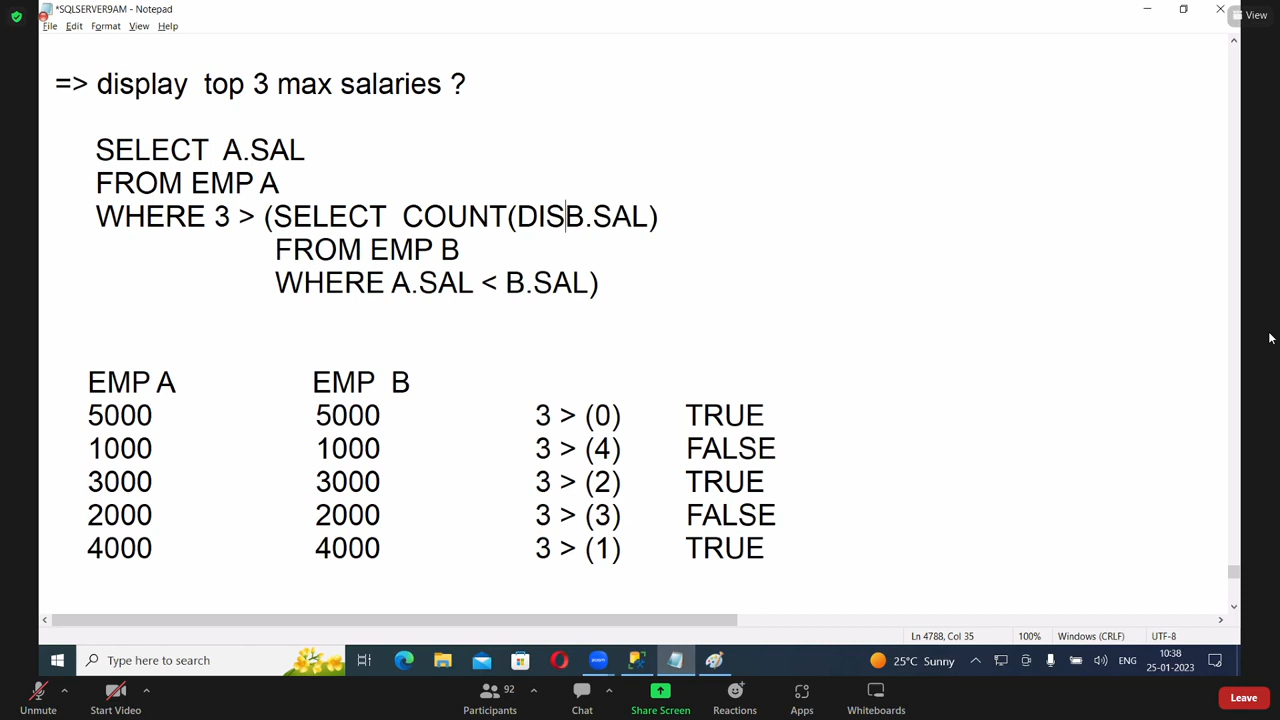 *SQLSERVER9AM - Notepad
File Edit Format View Help
View
=> display top 3 max salaries ?
SELECT A.SAL
FROM EMP A
WHERE 3 > (SELECT COUNT(DISB.SAL)
FROM EMP B
WHERE A.SAL < B.SAL)
EMP A EMP B
5000 5000 3 > (0) TRUE
1000 1000 3 > (4) FALSE
3000 3000 3 > (2) TRUE
2000 2000 3 > (3) FALSE
4000 4000 3 > (1) TRUE
Ln 4788, Col 35 100% Windows (CRLF) UTF-8
Type here to search 25°C Sunny ENG 10:38
25-01-2023
Unmute Start Video 92 Participants Chat Share Screen Reactions Apps Whiteboards Leave